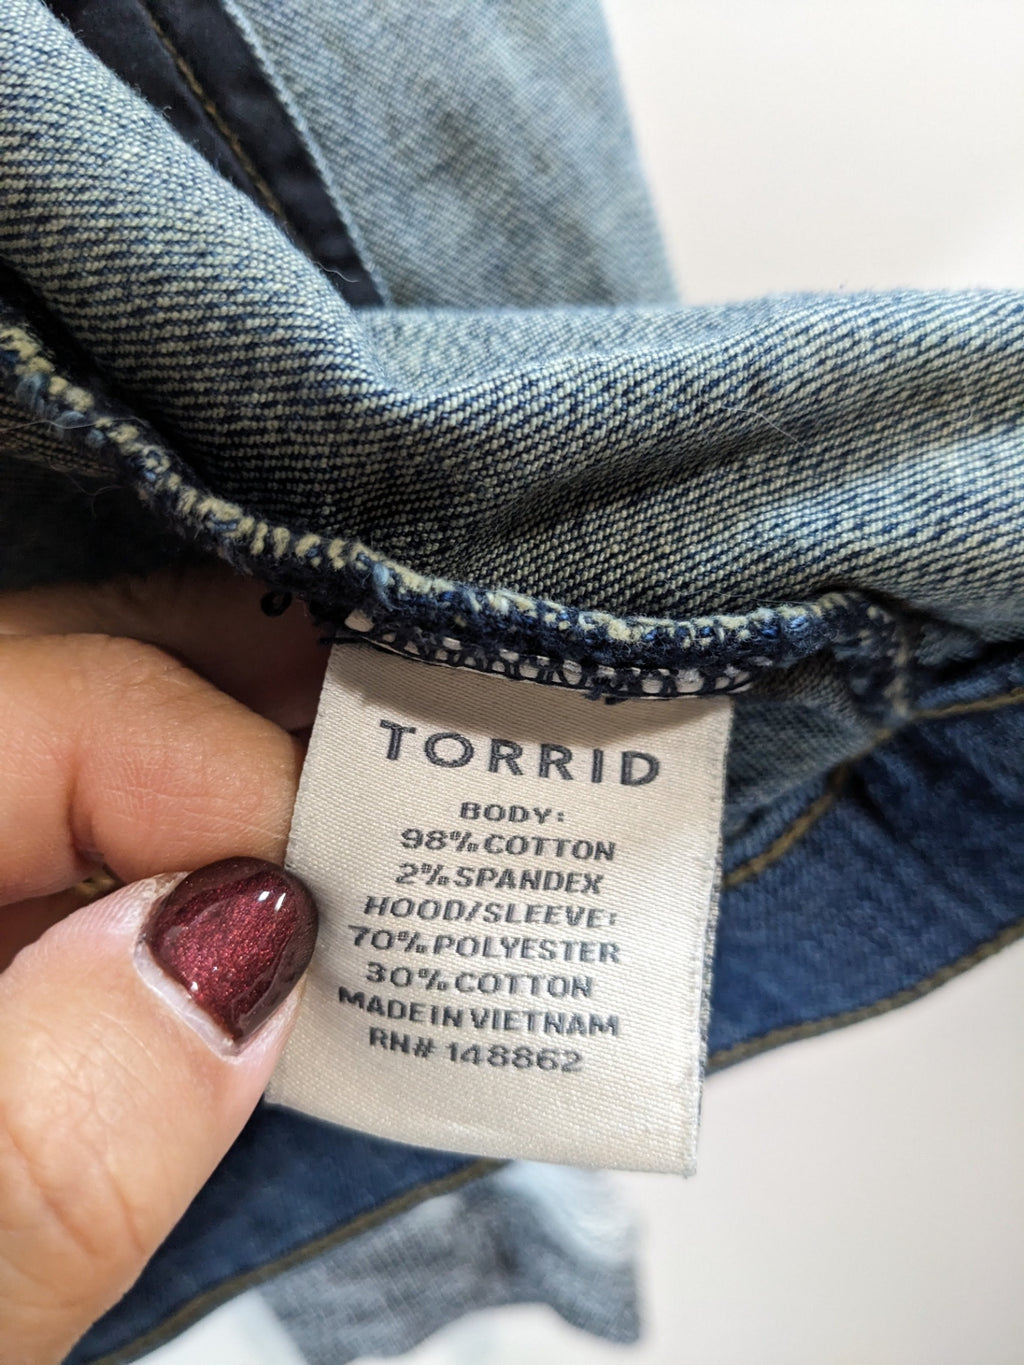 TORRID
BODY:
98% COTTON
2% SPANDEX
HOOD/SLEEVE:
70% POLYESTER
30% COTTON
MADE IN VIETNAM
RN# 148862